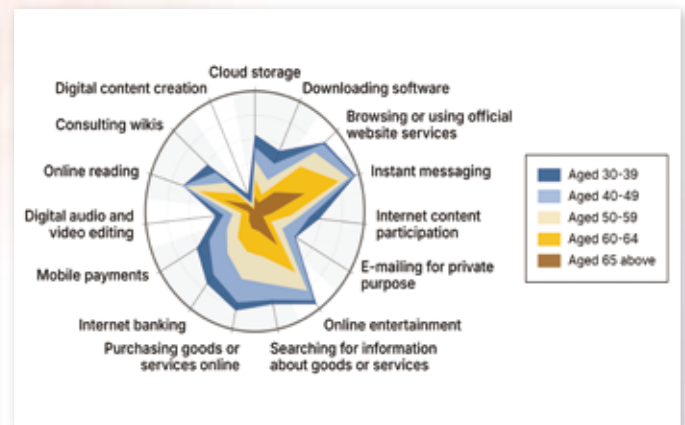 Cloud storage
Digital content creation
Downloading software
Consulting wikis
Browsing or using official
website services
Online reading
Instant messaging
Digital audio and
video editing
Internet content
participation
Mobile payments
E-mailing for private
purpose
Internet banking
Online entertainment
Purchasing goods or
services online
Searching for information
about goods or services
Aged 30-39
Aged 40-49
Aged 50-59
Aged 60-64
Aged 65 above